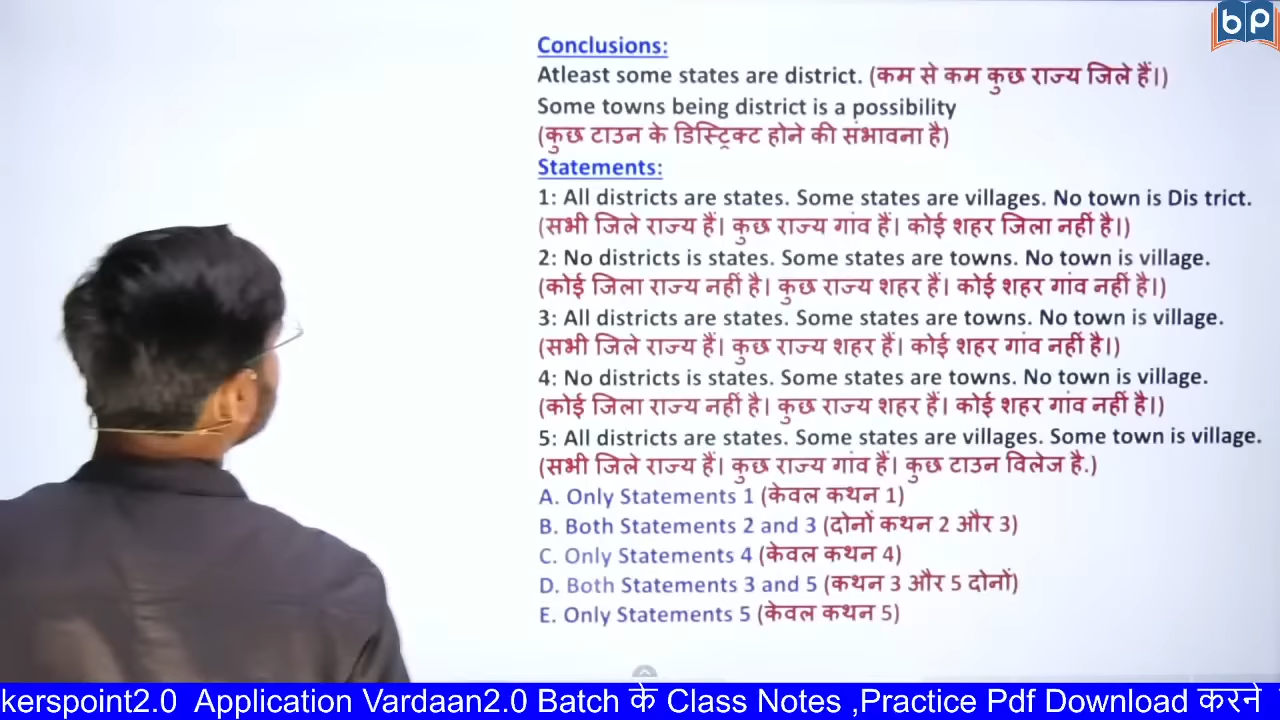 bp
Conclusions:
Atleast some states are district. (कम से कम कुछ राज्य जिले हैं।)
Some towns being district is a possibility
(कुछ टाउन के डिस्ट्रिक्ट होने की संभावना है)
Statements:
1: All districts are states. Some states are villages. No town is Dis trict.
(सभी जिले राज्य हैं। कुछ राज्य गांव हैं। कोई शहर जिला नहीं है।)
2: No districts is states. Some states are towns. No town is village.
(कोई जिला राज्य नहीं है। कुछ राज्य शहर हैं। कोई शहर गांव नहीं है।)
3: All districts are states. Some states are towns. No town is village.
(सभी जिले राज्य हैं। कुछ राज्य शहर हैं। कोई शहर गांव नहीं है।)
4: No districts is states. Some states are towns. No town is village.
(कोई जिला राज्य नहीं है। कुछ राज्य शहर हैं। कोई शहर गांव नहीं है।)
5: All districts are states. Some states are villages. Some town is village.
(सभी जिले राज्य हैं। कुछ राज्य गांव हैं। कुछ टाउन विलेज है.)
A. Only Statements 1 (केवल कथन 1)
B. Both Statements 2 and 3 (दोनों कथन 2 और 3)
C. Only Statements 4 (केवल कथन 4)
D. Both Statements 3 and 5 (कथन 3 और 5 दोनों)
E. Only Statements 5 (केवल कथन 5)
kerspoint2.0 Application Vardaan2.0 Batch के Class Notes ,Practice Pdf Download करने